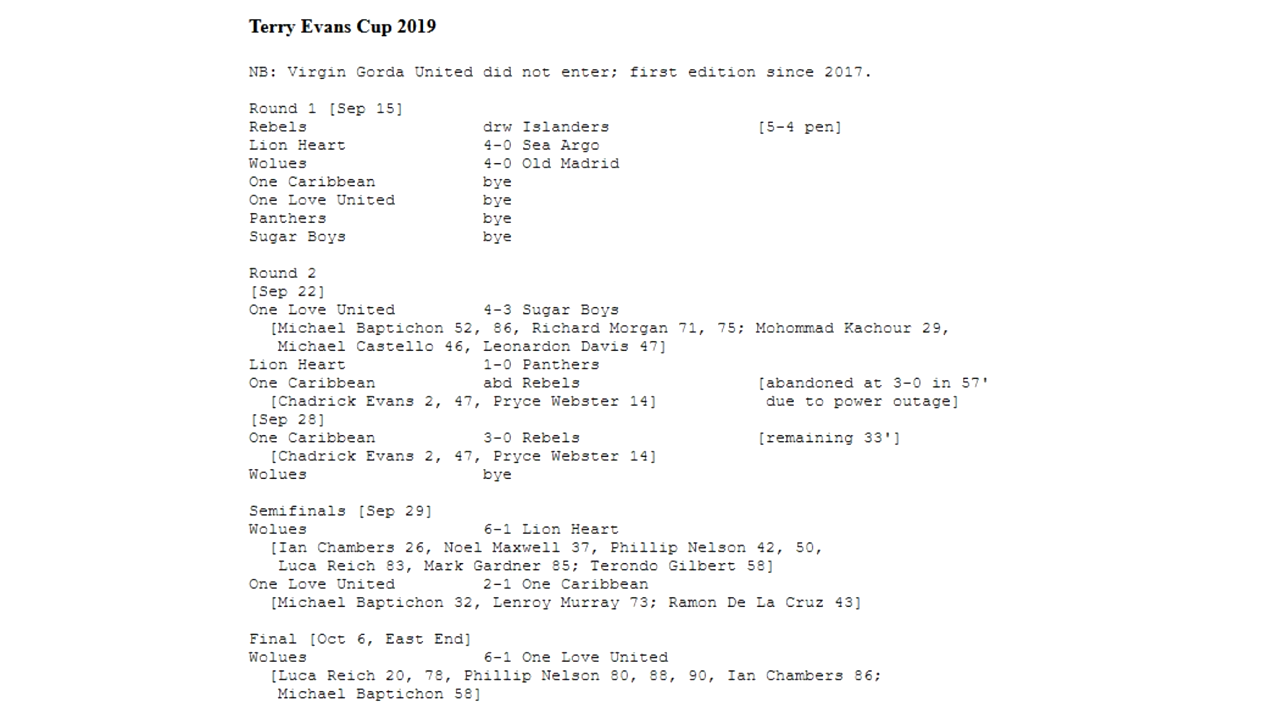 Terry Evans Cup 2019
NB: Virgin Gorda United did not enter; first edition since 2017.
Round 1 [Sep 15]
Rebels drw Islanders [5-4 pen]
Lion Heart 4-0 Sea Argo
Wolues 4-0 Old Madrid
One Caribbean bye
One Love United bye
Panthers bye
Sugar Boys bye
Round 2
[Sep 22]
One Love United 4-3 Sugar Boys
[Michael Baptichon 52, 86, Richard Morgan 71, 75; Mohommad Kachour 29,
Michael Castello 46, Leonardon Davis 47]
Lion Heart 1-0 Panthers
One Caribbean abd Rebels [abandoned at 3-0 in 57'
[Chadrick Evans 2, 47, Pryce Webster 14] due to power outage]
[Sep 28]
One Caribbean 3-0 Rebels [remaining 33']
[Chadrick Evans 2, 47, Pryce Webster 14]
Wolues bye
Semifinals [Sep 29]
Wolues 6-1 Lion Heart
[Ian Chambers 26, Noel Maxwell 37, Phillip Nelson 42, 50,
Luca Reich 83, Mark Gardner 85; Terondo Gilbert 58]
One Love United 2-1 One Caribbean
[Michael Baptichon 32, Lenroy Murray 73; Ramon De La Cruz 43]
Final [Oct 6, East End]
Wolues 6-1 One Love United
[Luca Reich 20, 78, Phillip Nelson 80, 88, 90, Ian Chambers 86;
Michael Baptichon 58]